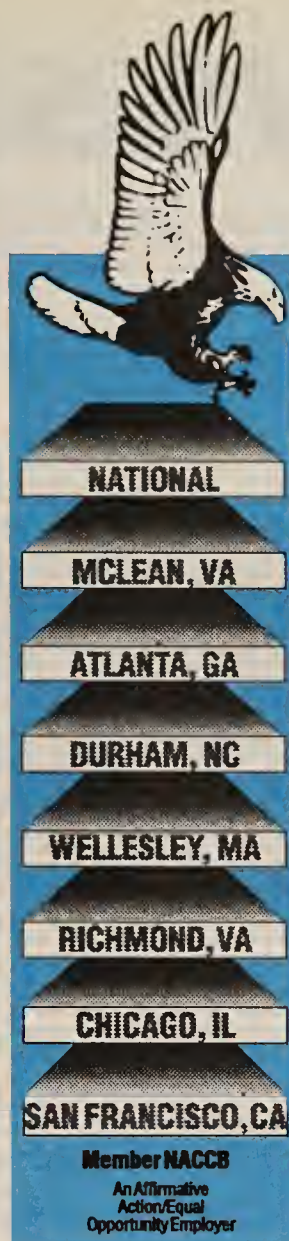 NATIONAL
MCLEAN, VA
ATLANTA, GA
DURHAM, NC
WELLESLEY, MA
RICHMOND, VA
CHICAGO, IL
SAN FRANCISCO, CA
Member NACCB
An Affirmative
Action/Equal
Opportunity Employer